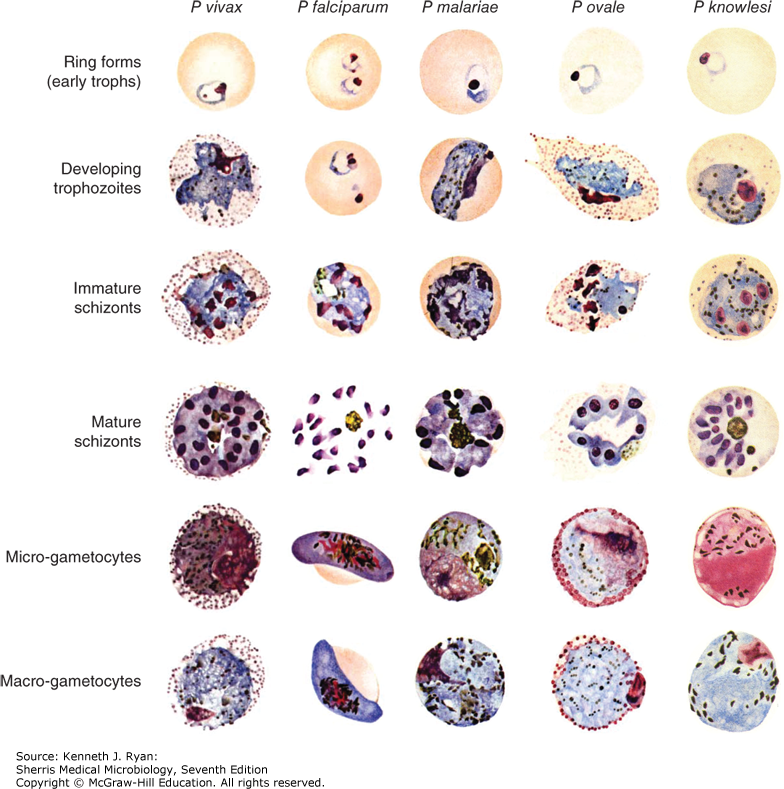 P vivax P falciparum P malariae P ovale P knowlesi
Ring forms
(early trophs)
Developing
trophozoites
Immature
schizonts
Mature
schizonts
Micro-gametocytes
Macro-gametocytes
Source: Kenneth J. Ryan:
Sherris Medical Microbiology, Seventh Edition
Copyright © McGraw-Hill Education. All rights reserved.